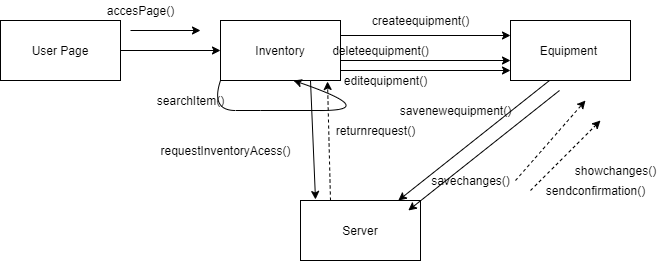 accesPage()
createequipment()
User Page
Inventory
deleteequipment()
Equipment
editequipment()
searchItem()
savenewequipment()
returnrequest()
requestInventoryAcess()
showchanges()
savechanges()
sendconfirmation()
Server